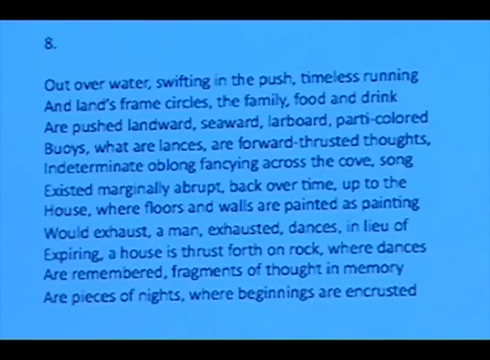 8.
Out over water, swifting in the push, timeless running
And land's frame circles, the family, food and drink
Are pushed landward, seaward, larboard, parti-colored
Buoys, what are lances, are forward-thrusted thoughts,
Indeterminate oblong fancying across the cove, song
Existed marginally abrupt, back over time, up to the
House, where floors and walls are painted as painting
Would exhaust, a man, exhausted, dances, in lieu of
Expiring, a house is thrust forth on rock, where dances
Are remembered, fragments of thought in memory
Are pieces of nights, where beginnings are encrusted